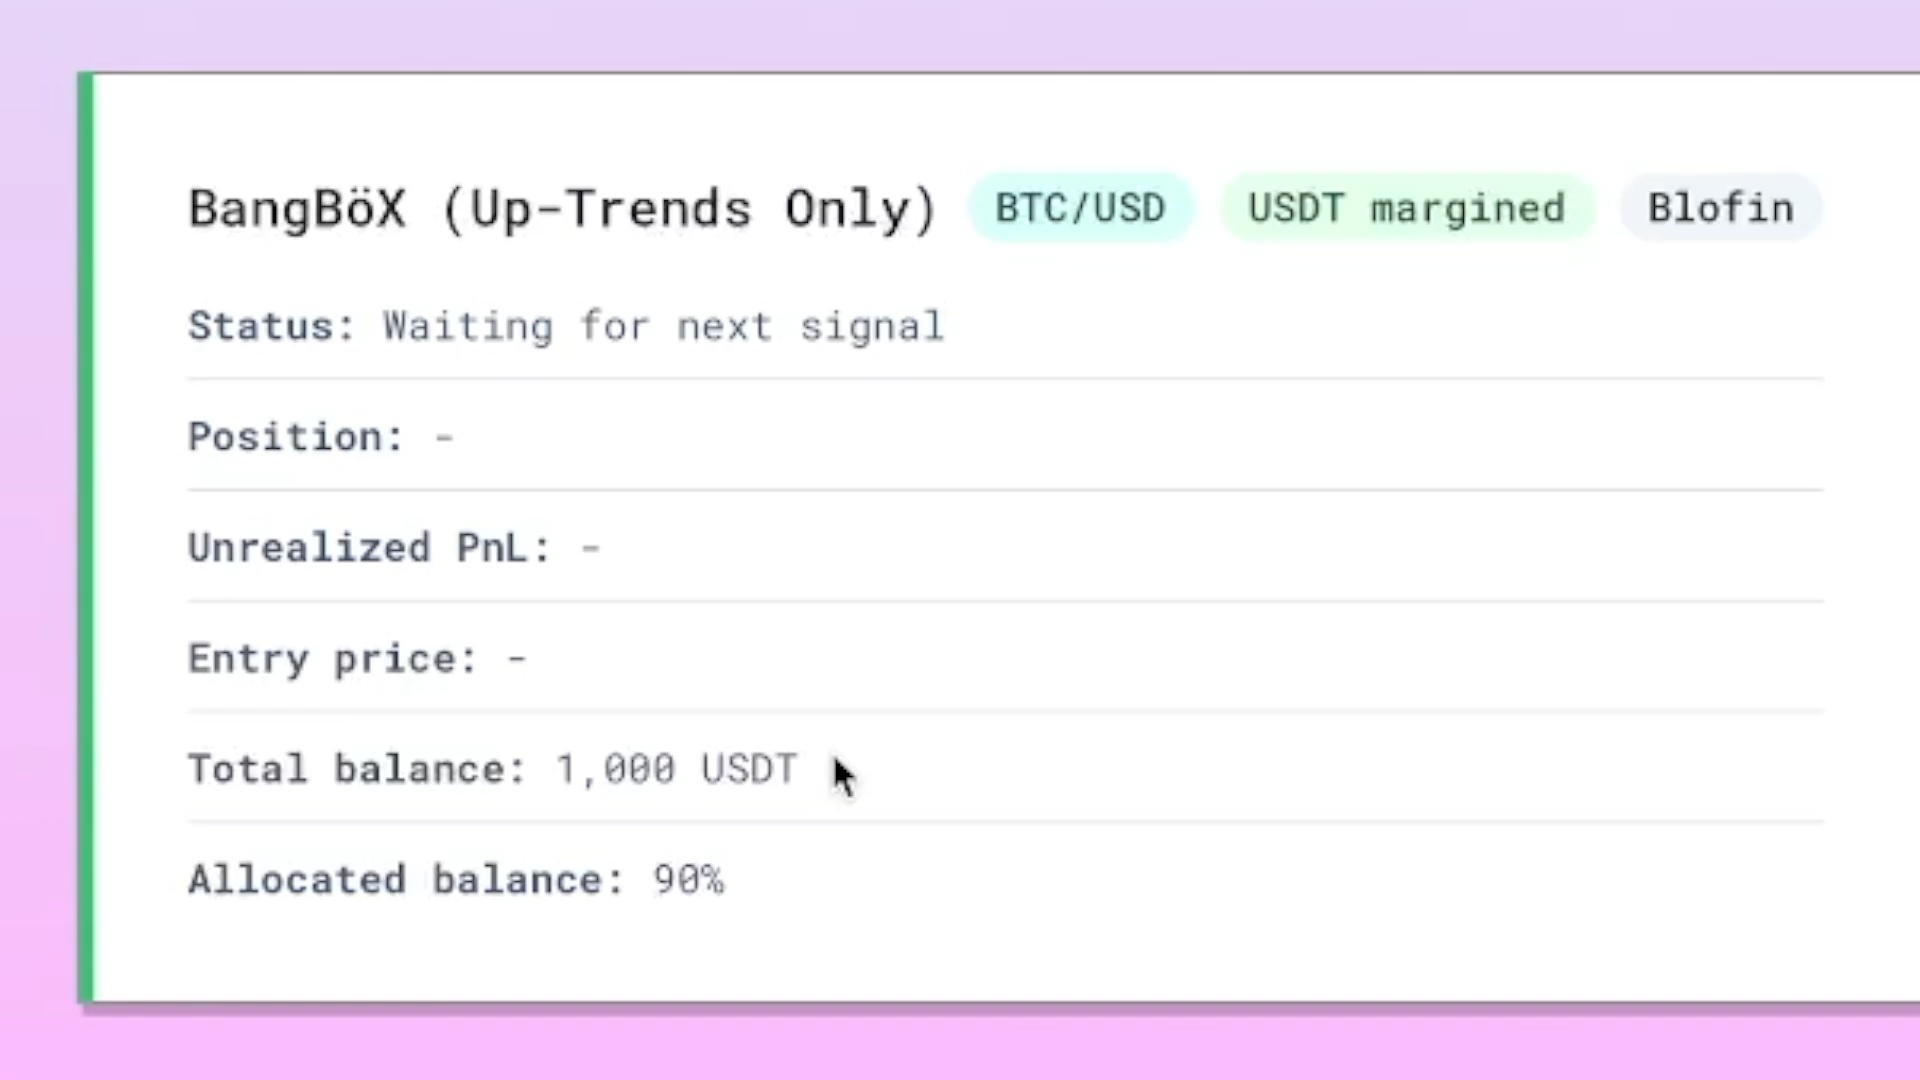 BangBöX (Up-Trends Only) BTC/USD USDT margined Blofin
Status: Waiting for next signal
Position: -
Unrealized PnL: -
Entry price: -
Total balance: 1,000 USDT
Allocated balance: 90%